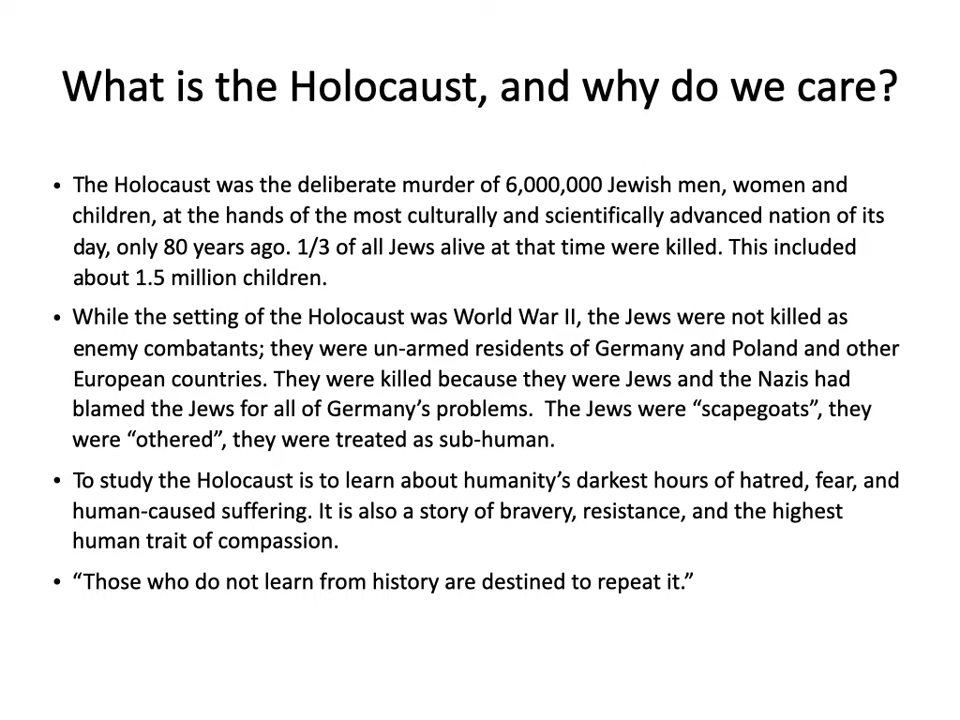 What is the Holocaust, and why do we care?
• The Holocaust was the deliberate murder of 6,000,000 Jewish men, women and
children, at the hands of the most culturally and scientifically advanced nation of its
day, only 80 years ago. 1/3 of all Jews alive at that time were killed. This included
about 1.5 million children.
• While the setting of the Holocaust was World War II, the Jews were not killed as
enemy combatants; they were un-armed residents of Germany and Poland and other
European countries. They were killed because they were Jews and the Nazis had
blamed the Jews for all of Germany’s problems.  The Jews were “scapegoats”, they
were “othered”, they were treated as sub-human.
• To study the Holocaust is to learn about humanity’s darkest hours of hatred, fear, and
human-caused suffering. It is also a story of bravery, resistance, and the highest
human trait of compassion.
• “Those who do not learn from history are destined to repeat it.”